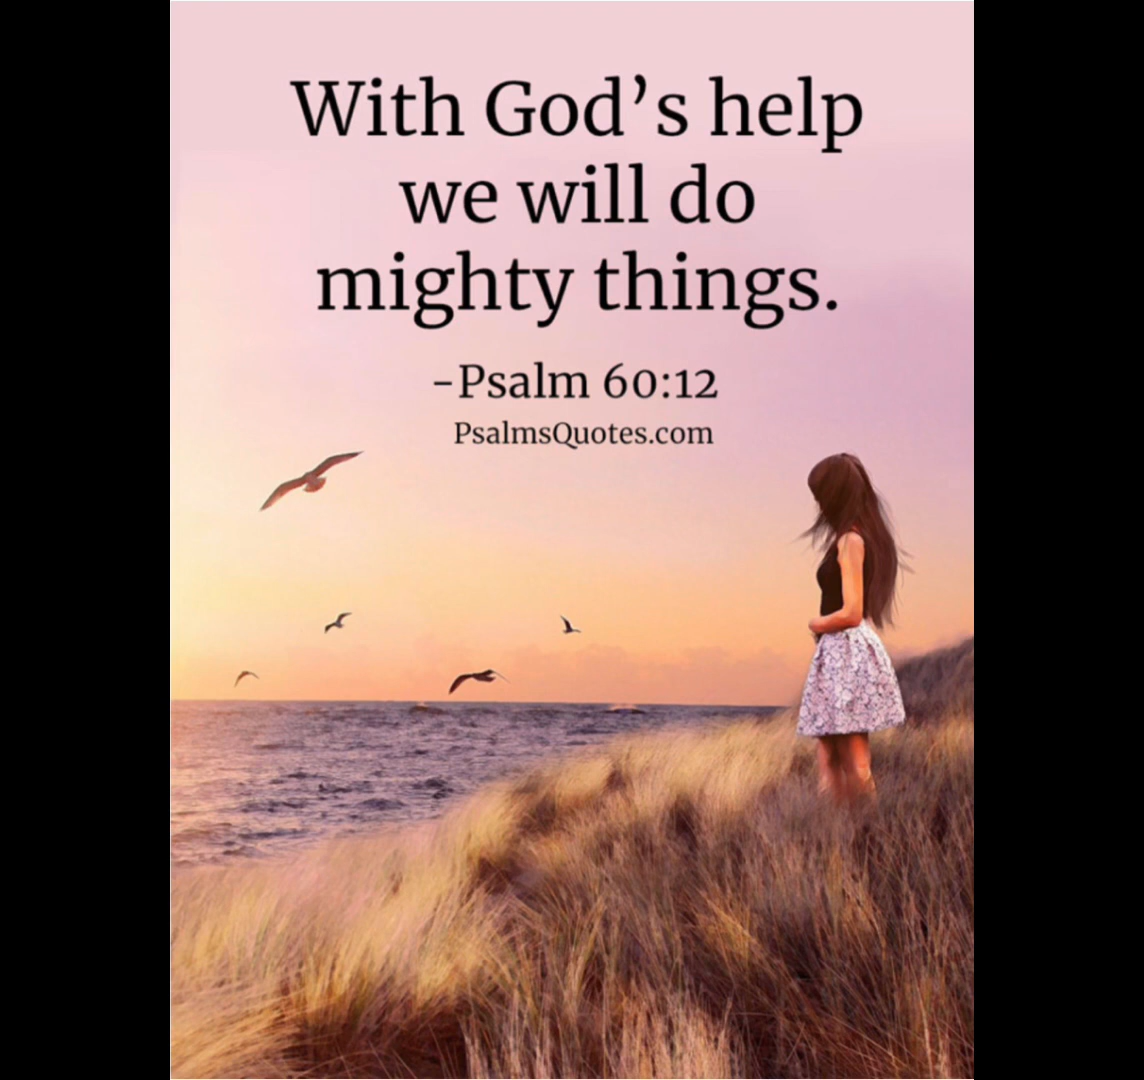 With God’s help
we will do
mighty things.
-Psalm 60:12
PsalmsQuotes.com